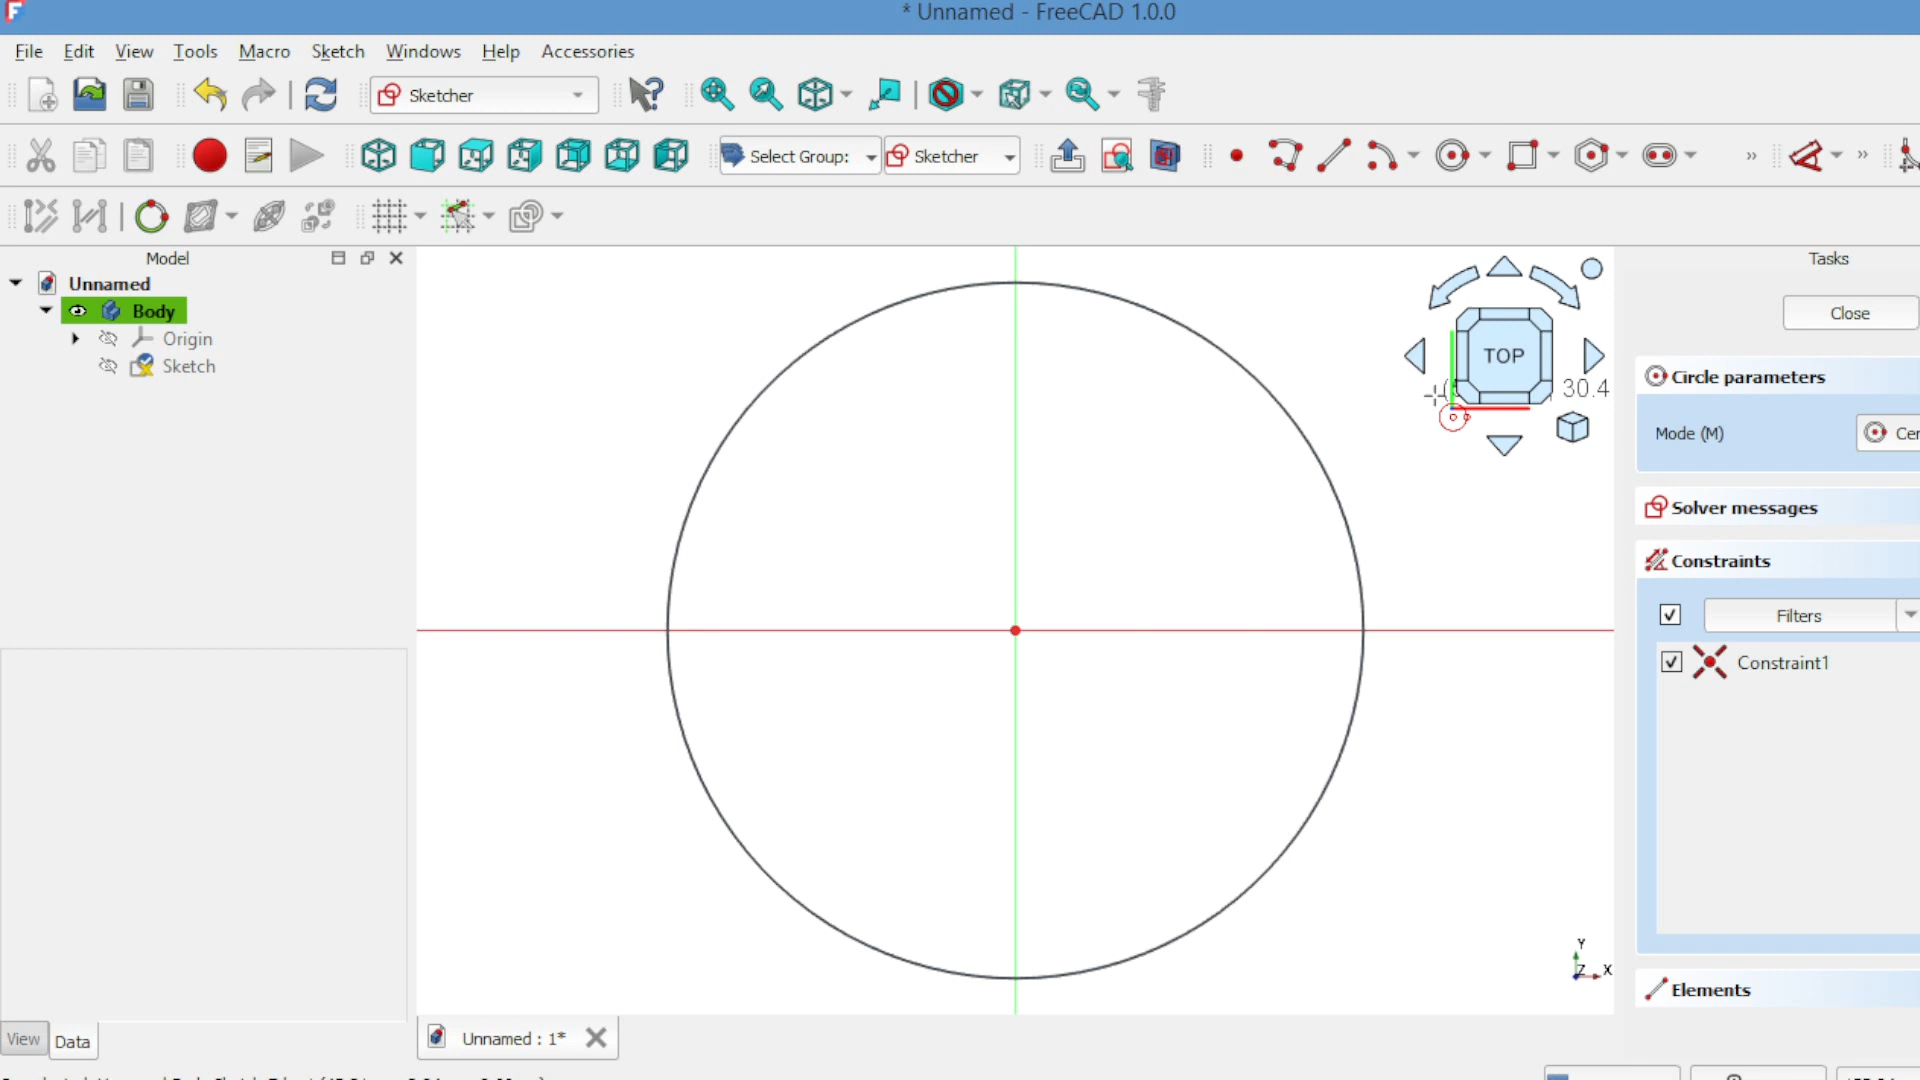 * Unnamed - FreeCAD 1.0.0
File Edit View Tools Macro Sketch Windows Help Accessories
Sketcher
Select Group: Sketcher
Model
Unnamed
Body
Origin
Sketch
TOP
30.4
Tasks
Close
Circle parameters
Mode (M)
Cer
Solver messages
Constraints
Filters
Constraint1
Y
Z X
Elements
View Data
Unnamed : 1*